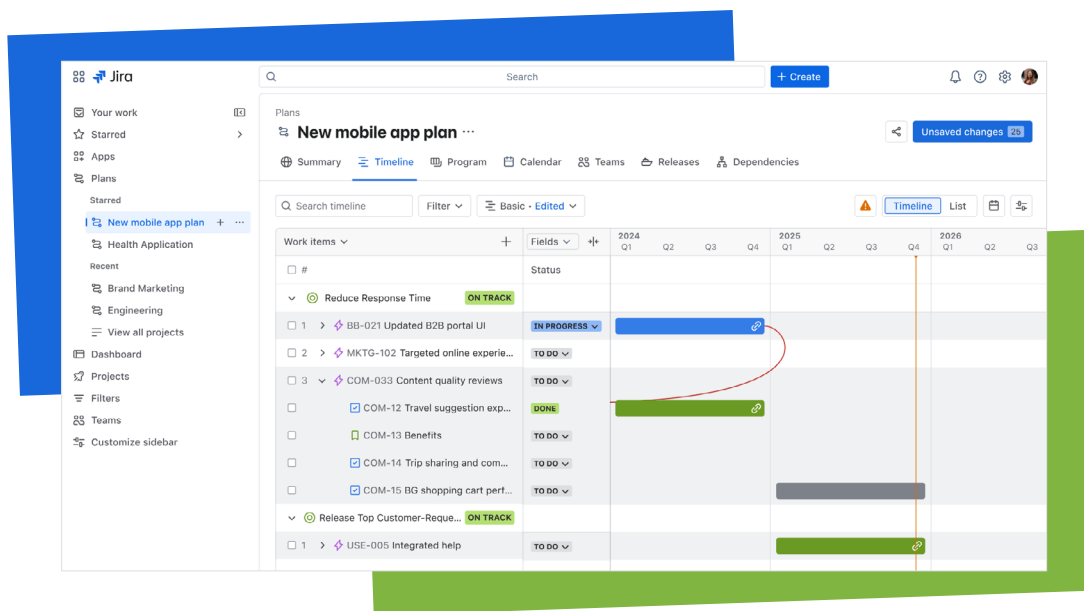 Jira
Search
+ Create
Your work
Starred
Apps
Plans
Starred
New mobile app plan
Health Application
Recent
Brand Marketing
Engineering
View all projects
Dashboard
Projects
Filters
Teams
Customize sidebar
Plans
New mobile app plan ...
Unsaved changes 25
Summary Timeline Program Calendar Teams Releases Dependencies
Search timeline Filter Basic • Edited Timeline List
Work items Fields 2024 2025 2026
Q1 Q2 Q3 Q4 Q1 Q2 Q3 Q4 Q1 Q2 Q3
# Status
Reduce Response Time ON TRACK
1 BB-021 Updated B2B portal UI IN PROGRESS
2 MKTG-102 Targeted online experie... TO DO
3 COM-033 Content quality reviews TO DO
COM-12 Travel suggestion exp... DONE
COM-13 Benefits TO DO
COM-14 Trip sharing and com... TO DO
COM-15 BG shopping cart perf... TO DO
Release Top Customer-Reque... ON TRACK
1 USE-005 Integrated help TO DO